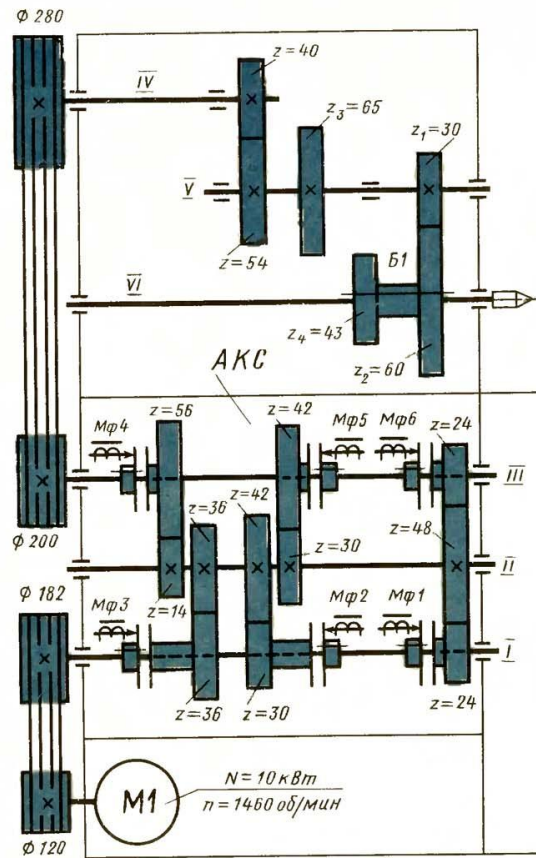 Ф 280
z=40
IV
z₃=65
z₁=30
V
z=54
Б1
VI
z₄=43
z₂=60
АКС
z=56
z=42
Мф4
Мф5
Мф6
z=24
z=36
z=42
III
Ф 200
z=30
z=48
II
Ф 182
z=14
Мф3
Мф2
Мф1
I
z=36
z=30
z=24
М1
N=10 кВт
n=1460 об/мин
Ф120